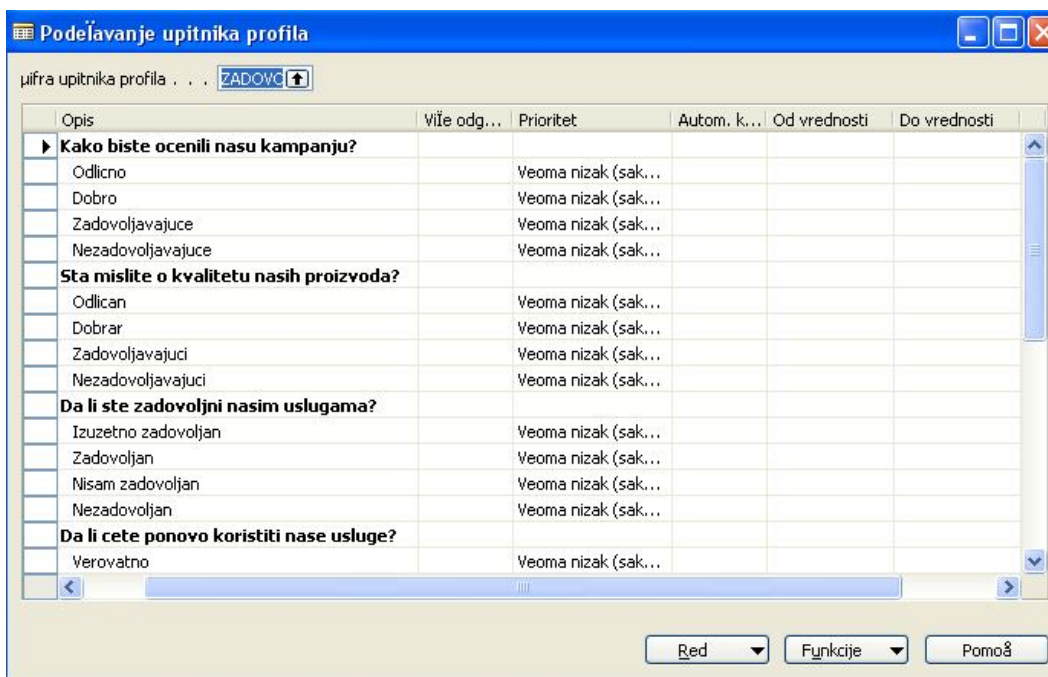 PodeÏavanje upitnika profila
µifra upitnika profila . . . ZADOVO
Opis ViÏe odg... Prioritet Autom. k... Od vrednosti Do vrednosti
Kako biste ocenili nasu kampanju?
Odlicno Veoma nizak (sak...
Dobro Veoma nizak (sak...
Zadovoljavajuce Veoma nizak (sak...
Nezadovoljavajuce Veoma nizak (sak...
Sta mislite o kvalitetu nasih proizvoda?
Odlican Veoma nizak (sak...
Dobrar Veoma nizak (sak...
Zadovoljavajuci Veoma nizak (sak...
Nezadovoljavajuci Veoma nizak (sak...
Da li ste zadovoljni nasim uslugama?
Izuzetno zadovoljan Veoma nizak (sak...
Zadovoljan Veoma nizak (sak...
Nisam zadovoljan Veoma nizak (sak...
Nezadovoljan Veoma nizak (sak...
Da li cete ponovo koristiti nase usluge?
Verovatno Veoma nizak (sak...
Red Funkcije Pomoå